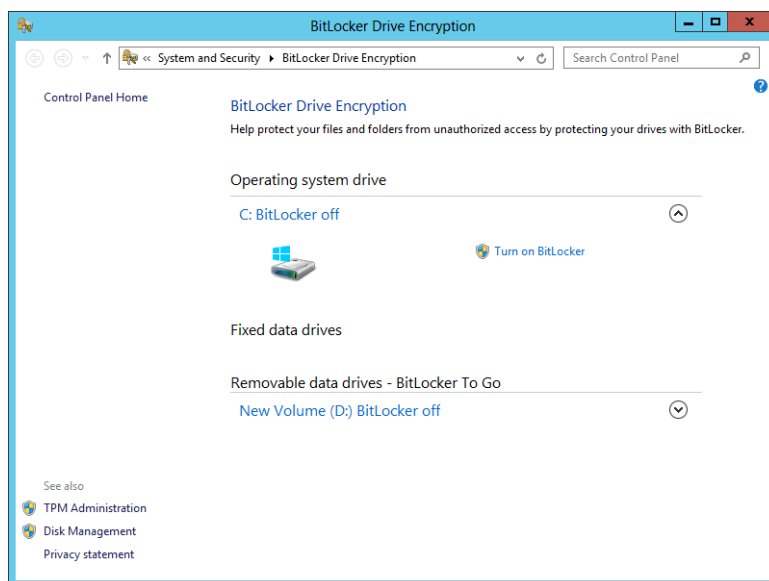 BitLocker Drive Encryption
« System and Security ▸ BitLocker Drive Encryption
Search Control Panel
Control Panel Home
BitLocker Drive Encryption
Help protect your files and folders from unauthorized access by protecting your drives with BitLocker.
Operating system drive
C: BitLocker off
Turn on BitLocker
Fixed data drives
Removable data drives - BitLocker To Go
New Volume (D:) BitLocker off
See also
TPM Administration
Disk Management
Privacy statement